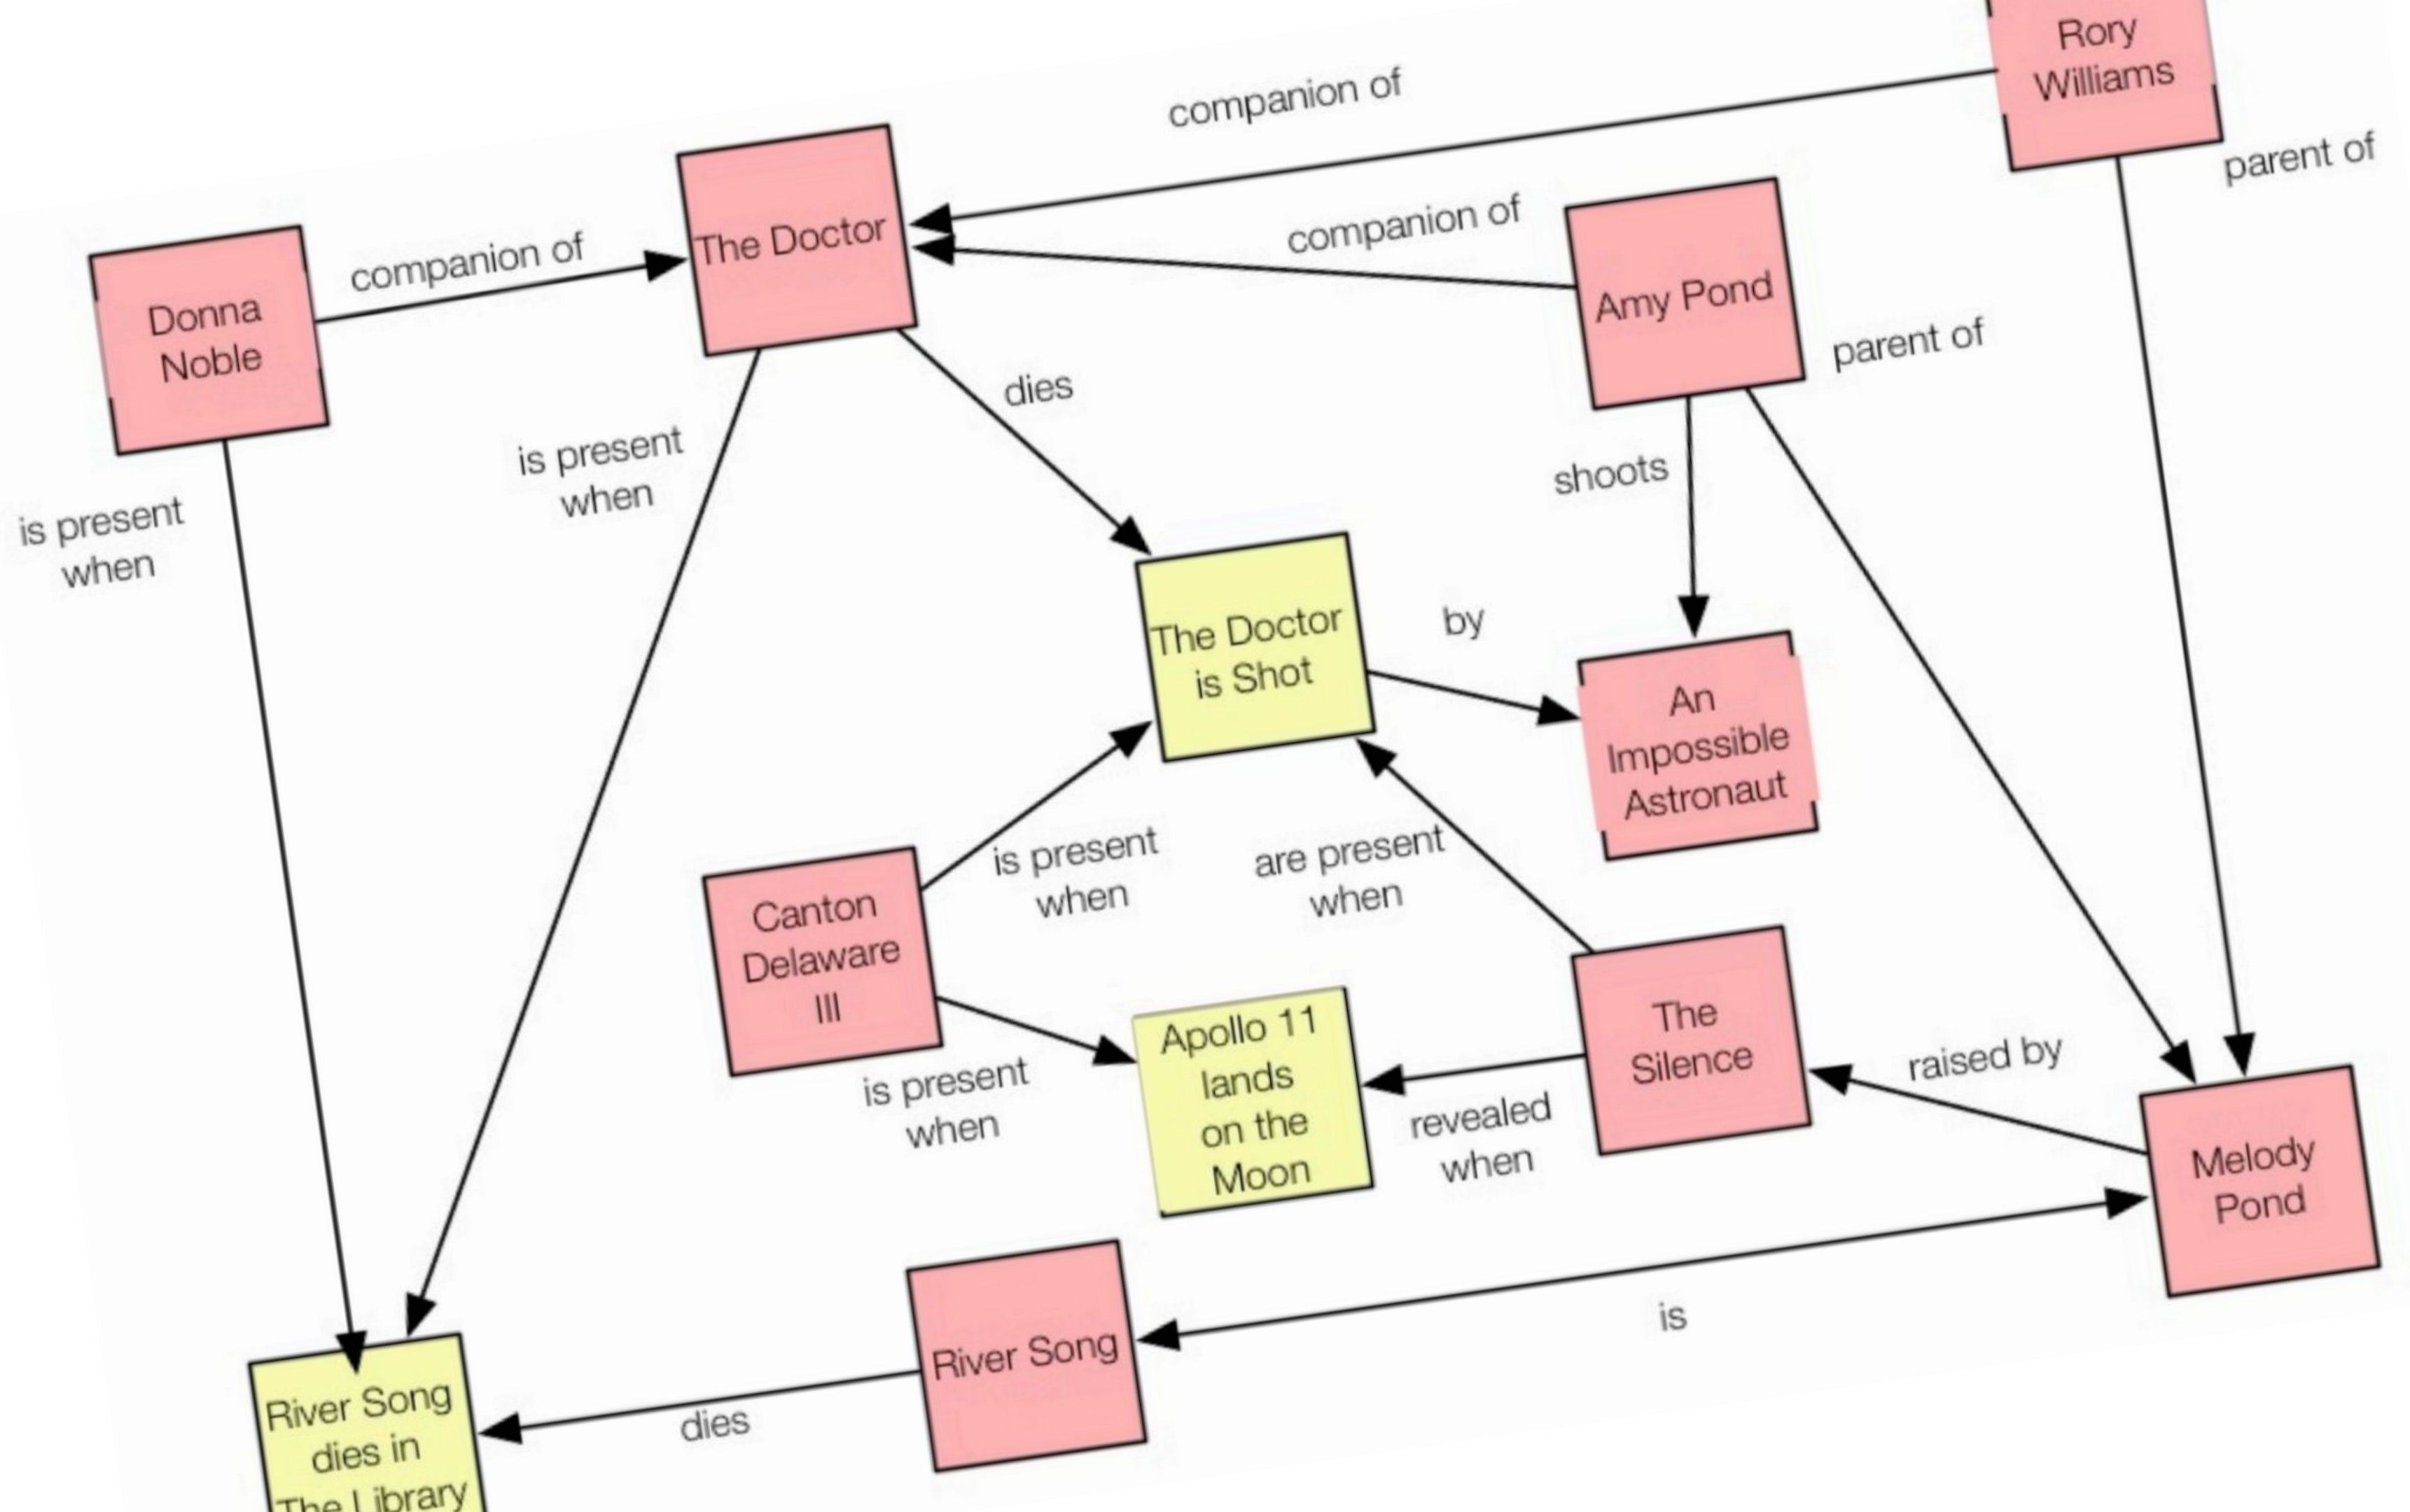 Rory
Williams
companion of
parent of
The Doctor
companion of
Amy Pond
Donna
Noble
companion of
parent of
dies
is present
when
shoots
is present
when
The Doctor
is Shot
by
An
Impossible
Astronaut
is present
when
are present
when
Canton
Delaware
III
Apollo 11
lands
on the
Moon
The
Silence
raised by
is present
when
revealed
when
Melody
Pond
River Song
is
dies
River Song
dies in
The Library